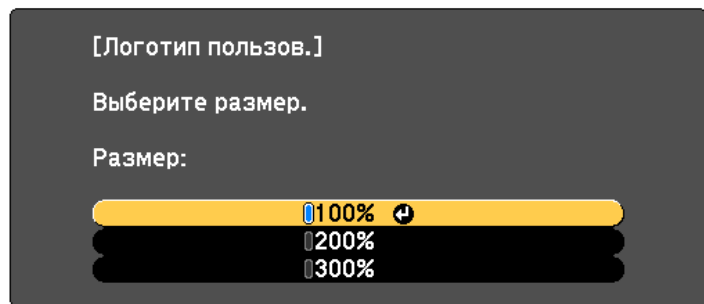 [Логотип пользов.]
Выберите размер.
Размер:
100%
200%
300%